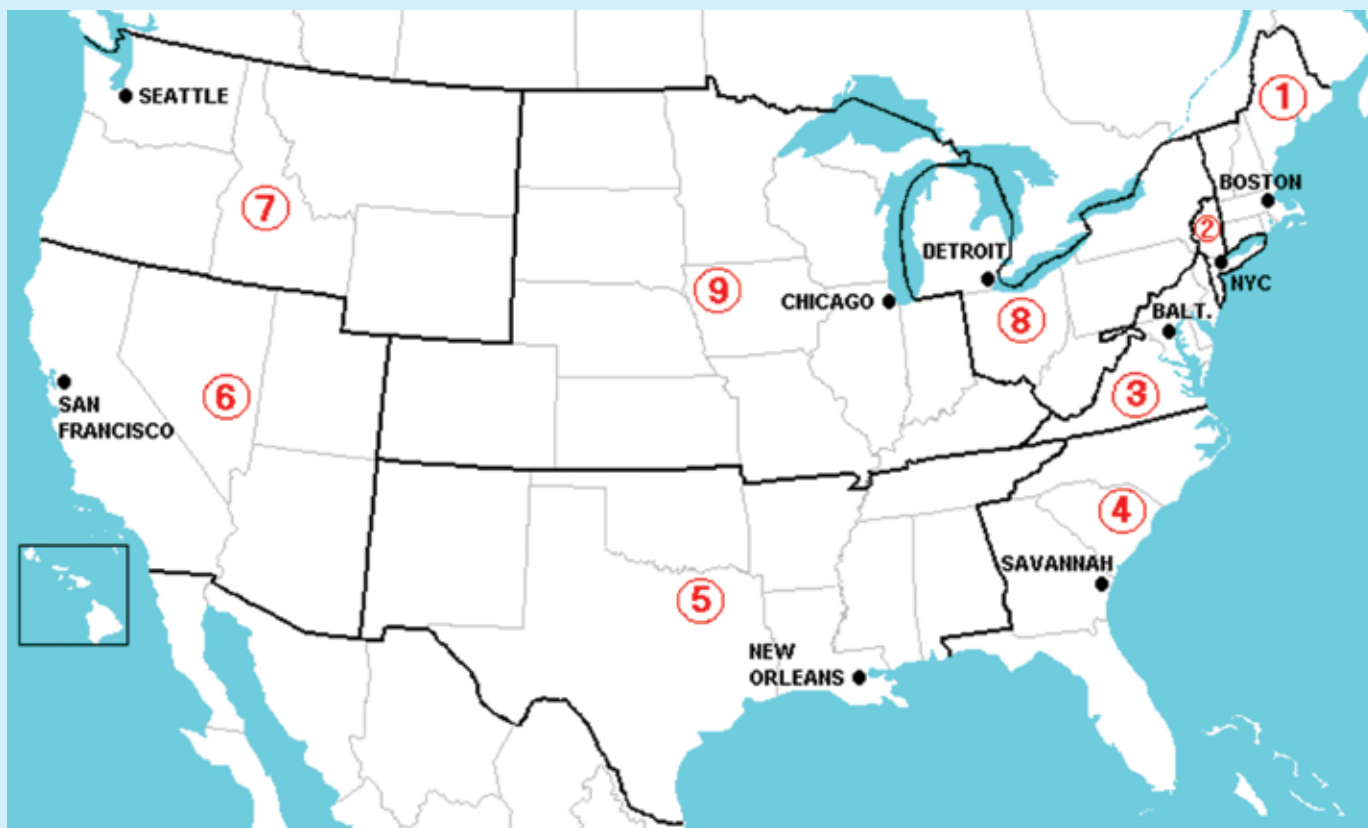 SEATTLE
1
BOSTON
7
2
DETROIT
NYC
9
CHICAGO
8
BALT.
6
3
SAN
FRANCISCO
4
SAVANNAH
5
NEW
ORLEANS